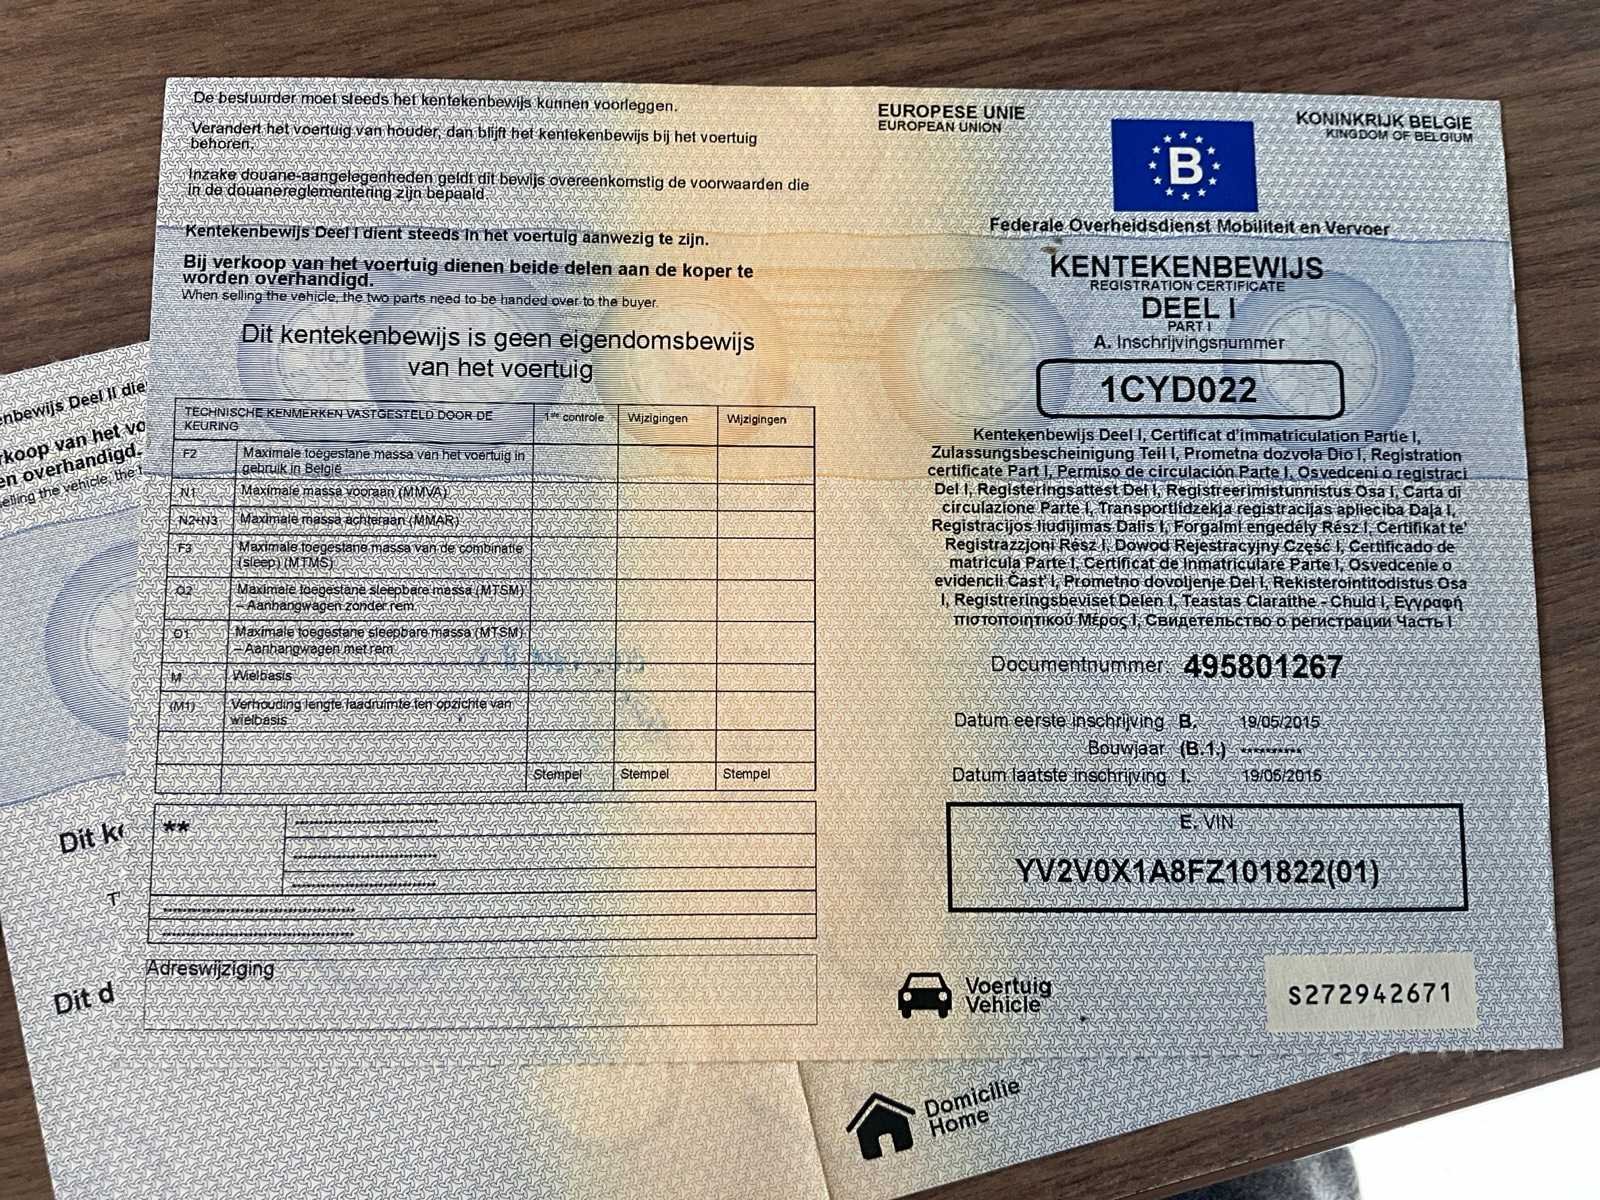 De bestuurder moet steeds het kentekenbewijs kunnen voorleggen.
Verandert het voertuig van houder, dan blijft het kentekenbewijs bij het voertuig
behoren.
Inzake douane-aangelegenheden geldt dit bewijs overeenkomstig de voorwaarden die
in de douanereglementering zijn bepaald.
Kentekenbewijs Deel I dient steeds in het voertuig aanwezig te zijn.
Bij verkoop van het voertuig dienen beide delen aan de koper te
worden overhandigd.
When selling the vehicle, the two parts need to be handed over to the buyer.
Dit kentekenbewijs is geen eigendomsbewijs
van het voertuig
TECHNISCHE KENMERKEN VASTGESTELD DOOR DE
KEURING
1ste controle
Wijzigingen
Wijzigingen
F2 Maximale toegestane massa van het voertuig in
gebruik in België
N1 Maximale massa vooraan (MMVA)
N2+N3 Maximale massa achteraan (MMAR)
F3 Maximale toegestane massa van de combinatie
(sleep) (MTMS)
O2 Maximale toegestane sleepbare massa (MTSM)
– Aanhangwagen zonder rem
O1 Maximale toegestane sleepbare massa (MTSM)
– Aanhangwagen met rem
M Wielbasis
(M1) Verhouding lengte laadruimte ten opzichte van
wielbasis
Stempel Stempel Stempel
**
Adreswijziging
EUROPESE UNIE
EUROPEAN UNION
B
KONINKRIJK BELGIE
KINGDOM OF BELGIUM
Federale Overheidsdienst Mobiliteit en Vervoer
KENTEKENBEWIJS
REGISTRATION CERTIFICATE
DEEL I
PART I
A. Inschrijvingsnummer
1CYD022
Kentekenbewijs Deel I, Certificat d'immatriculation Partie I,
Zulassungsbescheinigung Teil I, Prometna dozvola Dio I, Registration
certificate Part I, Permiso de circulación Parte I, Osvedceni o registraci
Del I, Registeringsattest Del I, Registreerimistunnistus Osa I, Carta di
circolazione Parte I, Transportlidzekja registracijas aplieciba Daja I,
Registracijos liudijimas Dalis I, Forgalmi engedély Rész I, Certifikat te'
Registrazzjoni Rész I, Dowod Rejestracyjny Część I, Certificado de
matricula Parte I, Certificat de Inmatriculare Parte I, Osvedcenie o
evidencii Cast' I, Prometno dovoljenje Del I, Rekisterointitodistus Osa
I, Registreringsbeviset Delen I, Teastas Claraithe - Chuld I, Εγγραφή
πιστοποιητικού Μέρος I, Свидетельство о регистрации Часть I
Documentnummer: 495801267
Datum eerste inschrijving B. 19/05/2015
Bouwjaar (B.1.) **********
Datum laatste inschrijving I. 19/05/2015
E. VIN
YV2V0X1A8FZ101822(01)
Voertuig
Vehicle
S272942671
Domicilie
Home
enbewijs Deel II die
rkoop van het vo
en overhandigd.
elling the vehicle, the t
Dit ke
Dit d